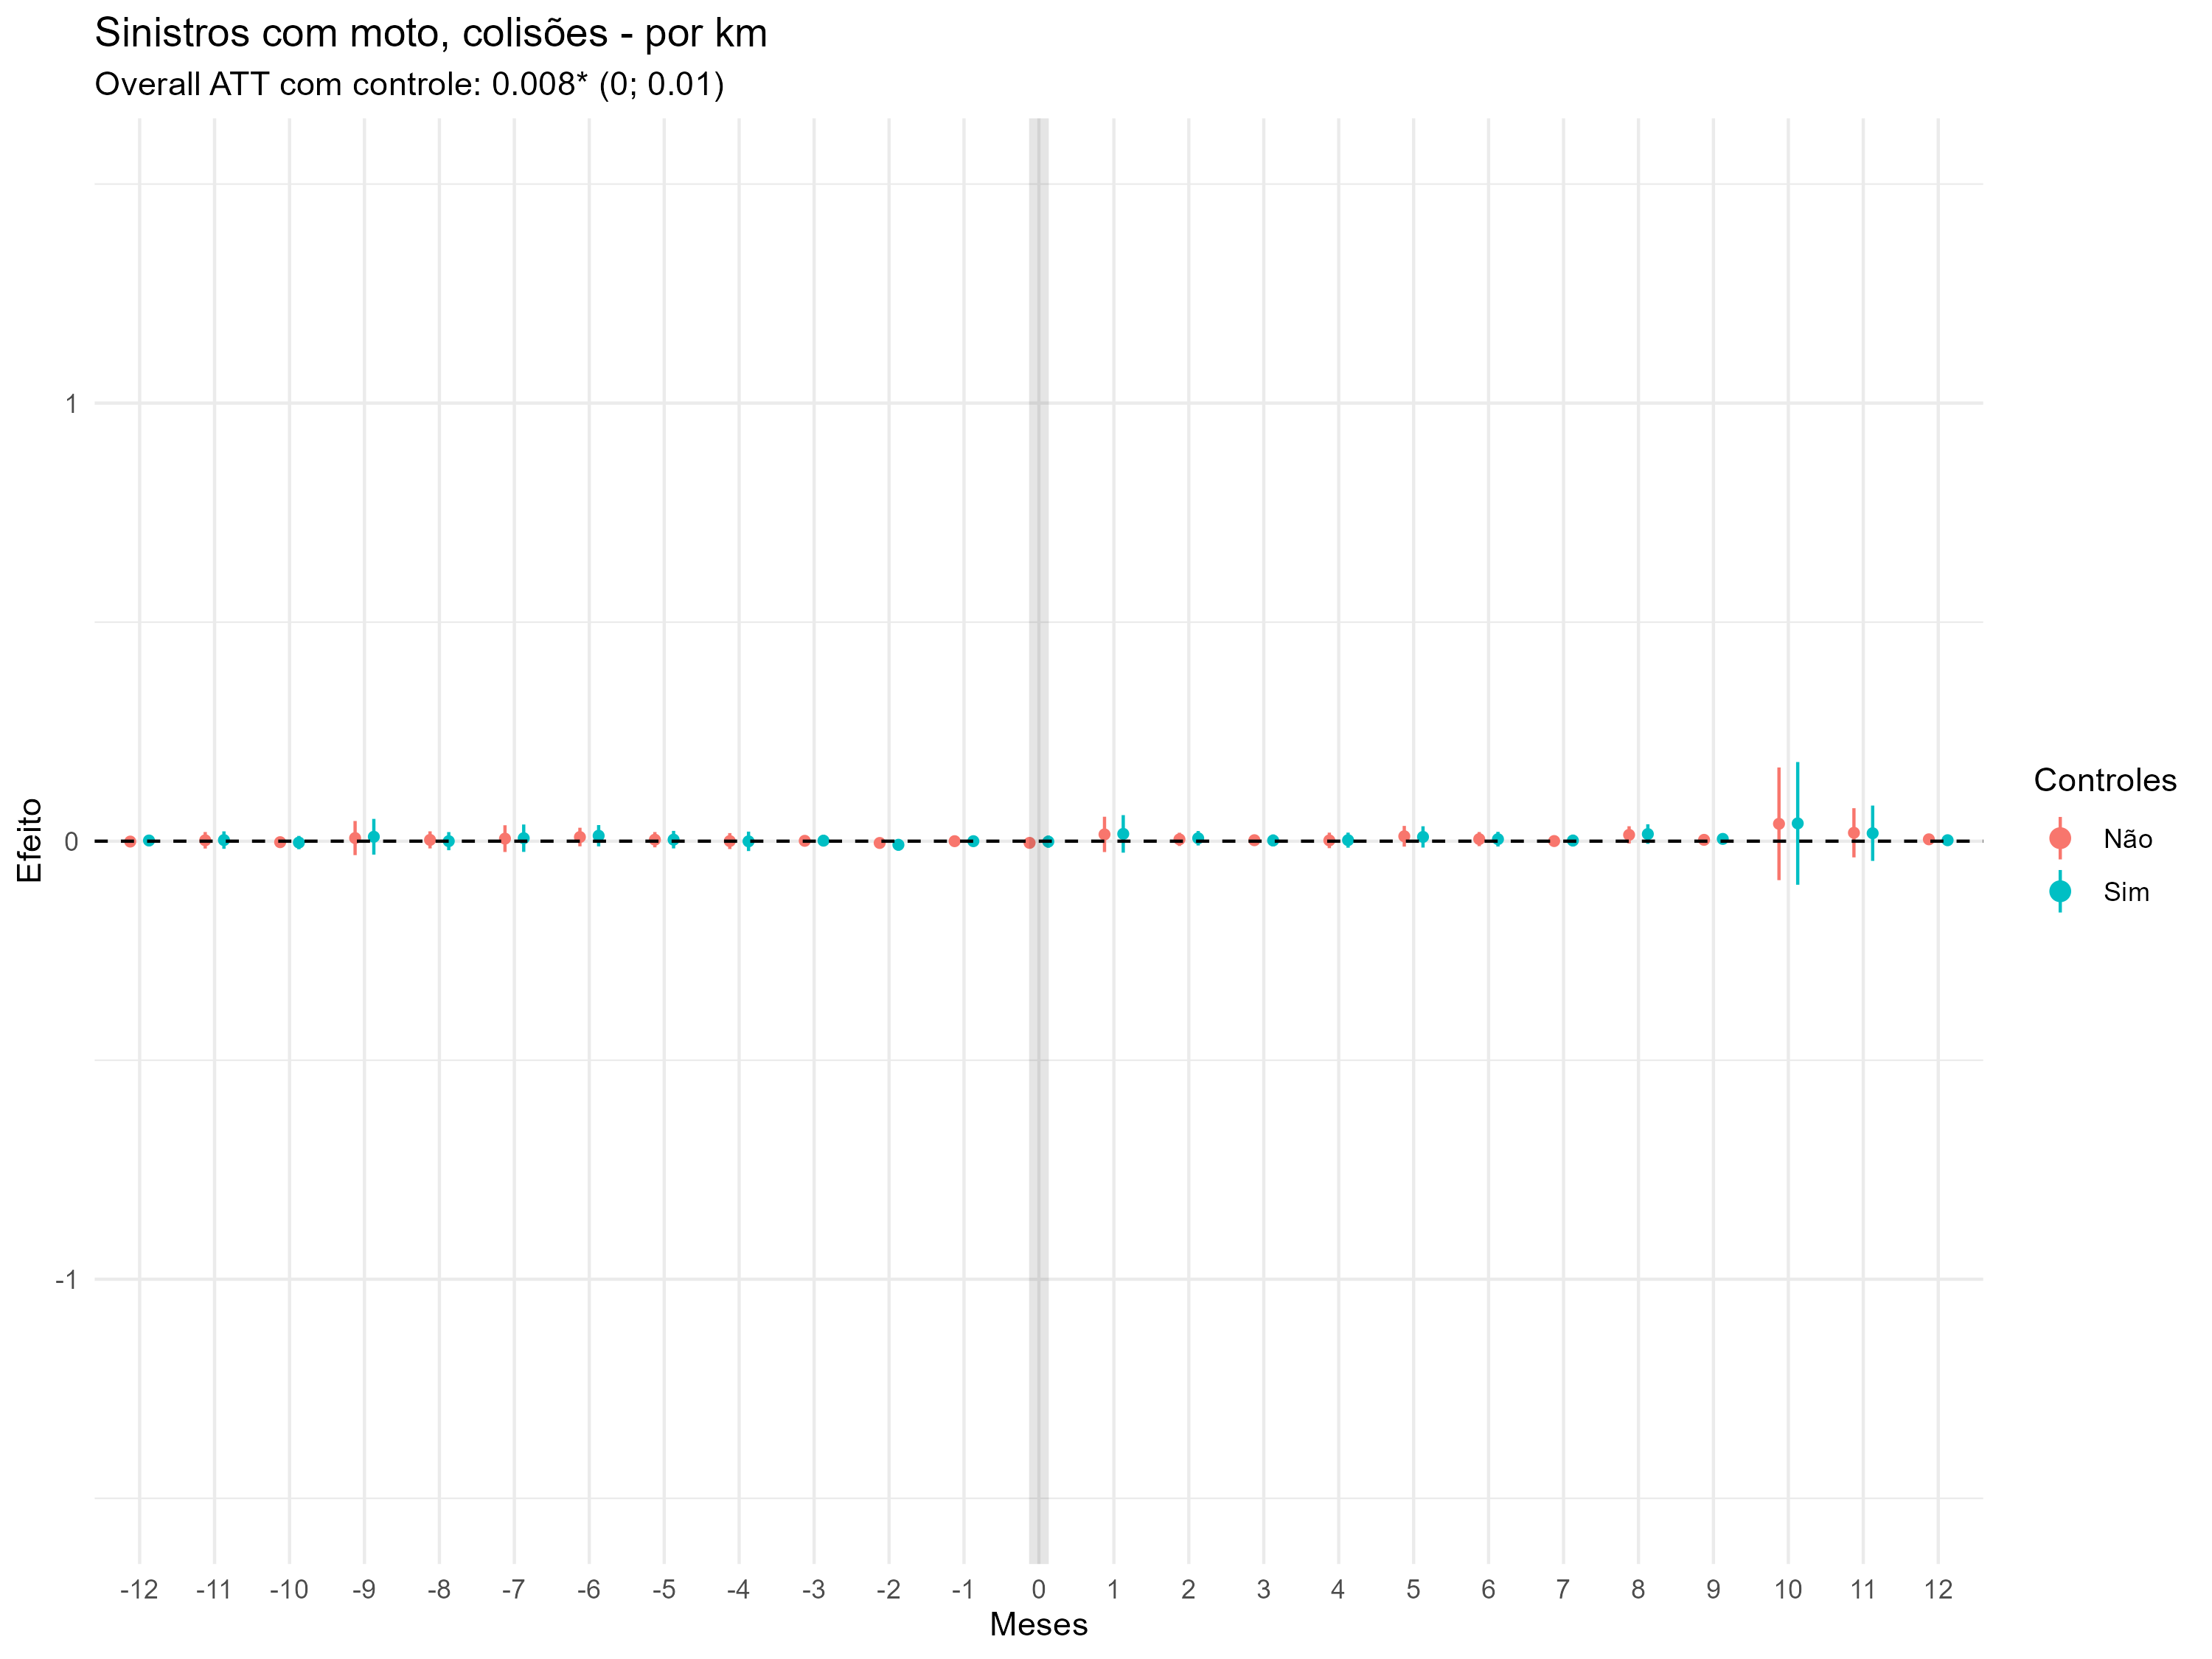 Sinistros com moto, colisões - por km
Overall ATT com controle: 0.008* (0; 0.01)
Efeito
1
0
-1
-12 -11 -10 -9 -8 -7 -6 -5 -4 -3 -2 -1 0 1 2 3 4 5 6 7 8 9 10 11 12
Meses
Controles
Não
Sim